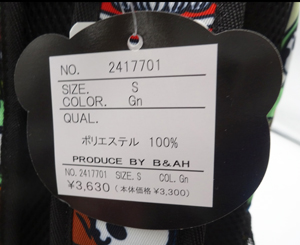 NO. 2417701
SIZE. S
COLOR. Gn
QUAL.
ポリエステル 100%
PRODUCE BY B&AH
NO.2417701 SIZE.S COL.Gn
¥3,630 (本体価格 ¥3,300)